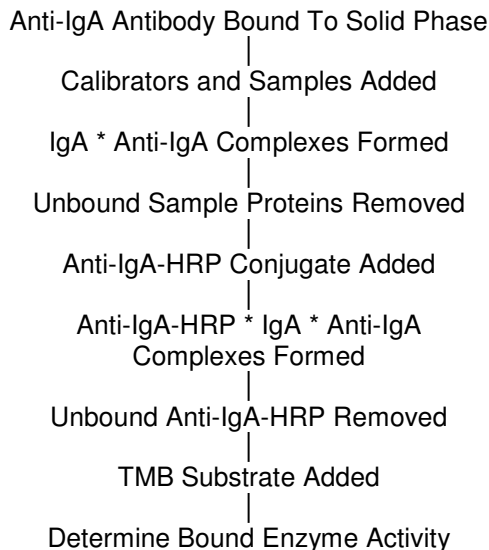 Anti-IgA Antibody Bound To Solid Phase
Calibrators and Samples Added
IgA * Anti-IgA Complexes Formed
Unbound Sample Proteins Removed
Anti-IgA-HRP Conjugate Added
Anti-IgA-HRP * IgA * Anti-IgA
Complexes Formed
Unbound Anti-IgA-HRP Removed
TMB Substrate Added
Determine Bound Enzyme Activity